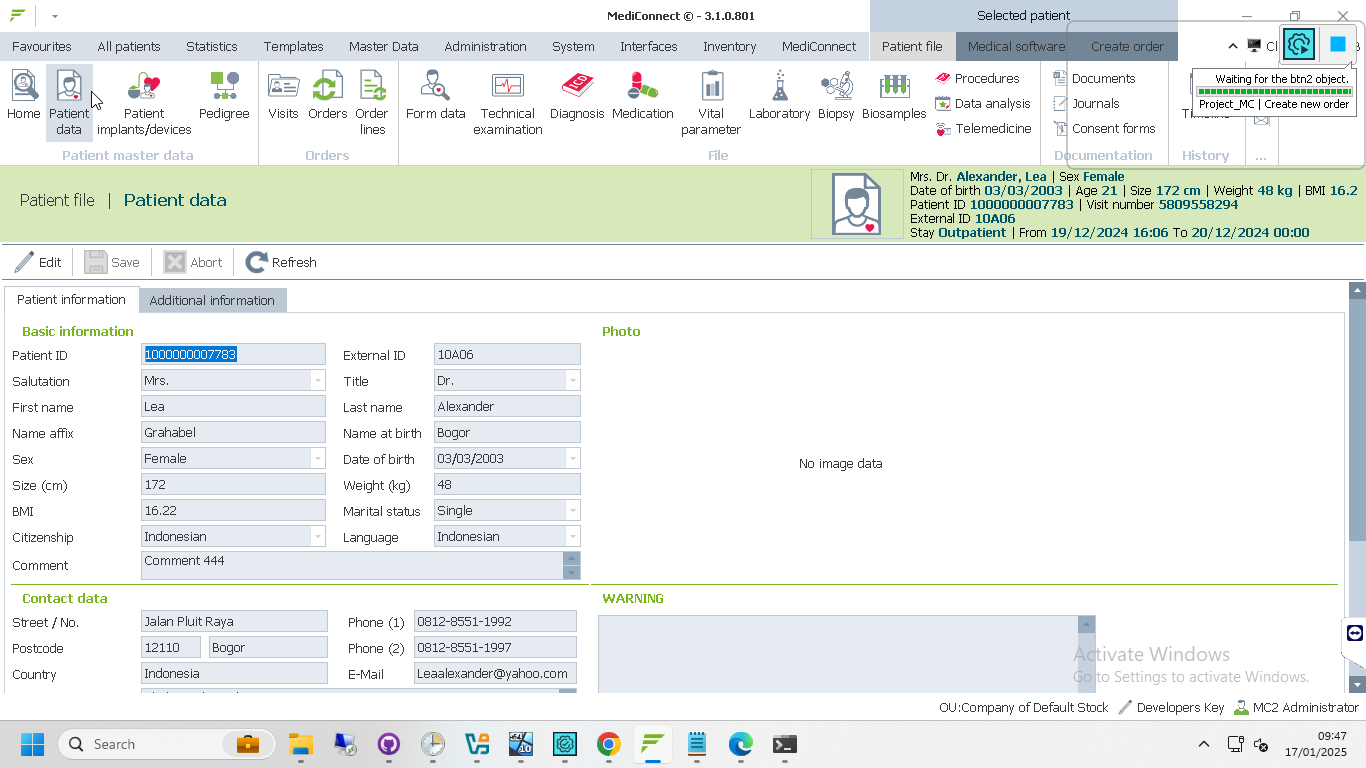 MediConnect © - 3.1.0.801
Selected patient
Favourites
All patients
Statistics
Templates
Master Data
Administration
System
Interfaces
Inventory
MediConnect
Patient file
Medical software
Create order
Waiting for the btn2 object.
Project_MC | Create new order
Home
Patient data
Patient implants/devices
Pedigree
Patient master data
Visits
Orders
Order lines
Orders
Form data
Technical examination
Diagnosis
Medication
Vital parameter
Laboratory
Biopsy
Biosamples
Procedures
Data analysis
Telemedicine
File
Documents
Journals
Consent forms
Documentation
History
...
Patient file | Patient data
Mrs. Dr. Alexander, Lea | Sex Female
Date of birth 03/03/2003 | Age 21 | Size 172 cm | Weight 48 kg | BMI 16.2
Patient ID 1000000007783 | Visit number 5809558294
External ID 10A06
Stay Outpatient | From 19/12/2024 16:06 To 20/12/2024 00:00
Edit
Save
Abort
Refresh
Patient information
Additional information
Basic information
Photo
Patient ID 1000000007783 External ID 10A06
Salutation Mrs. Title Dr.
First name Lea Last name Alexander
Name affix Grahabel Name at birth Bogor
Sex Female Date of birth 03/03/2003
No image data
Size (cm) 172 Weight (kg) 48
BMI 16.22 Marital status Single
Citizenship Indonesian Language Indonesian
Comment Comment 444
Contact data
WARNING
Street / No. Jalan Pluit Raya Phone (1) 0812-8551-1992
Postcode 12110 Bogor Phone (2) 0812-8551-1997
Country Indonesia E-Mail Leaalexander@yahoo.com
Activate Windows
Go to Settings to activate Windows.
OU:Company of Default Stock
Developers Key
MC2 Administrator
Search
09:47
17/01/2025